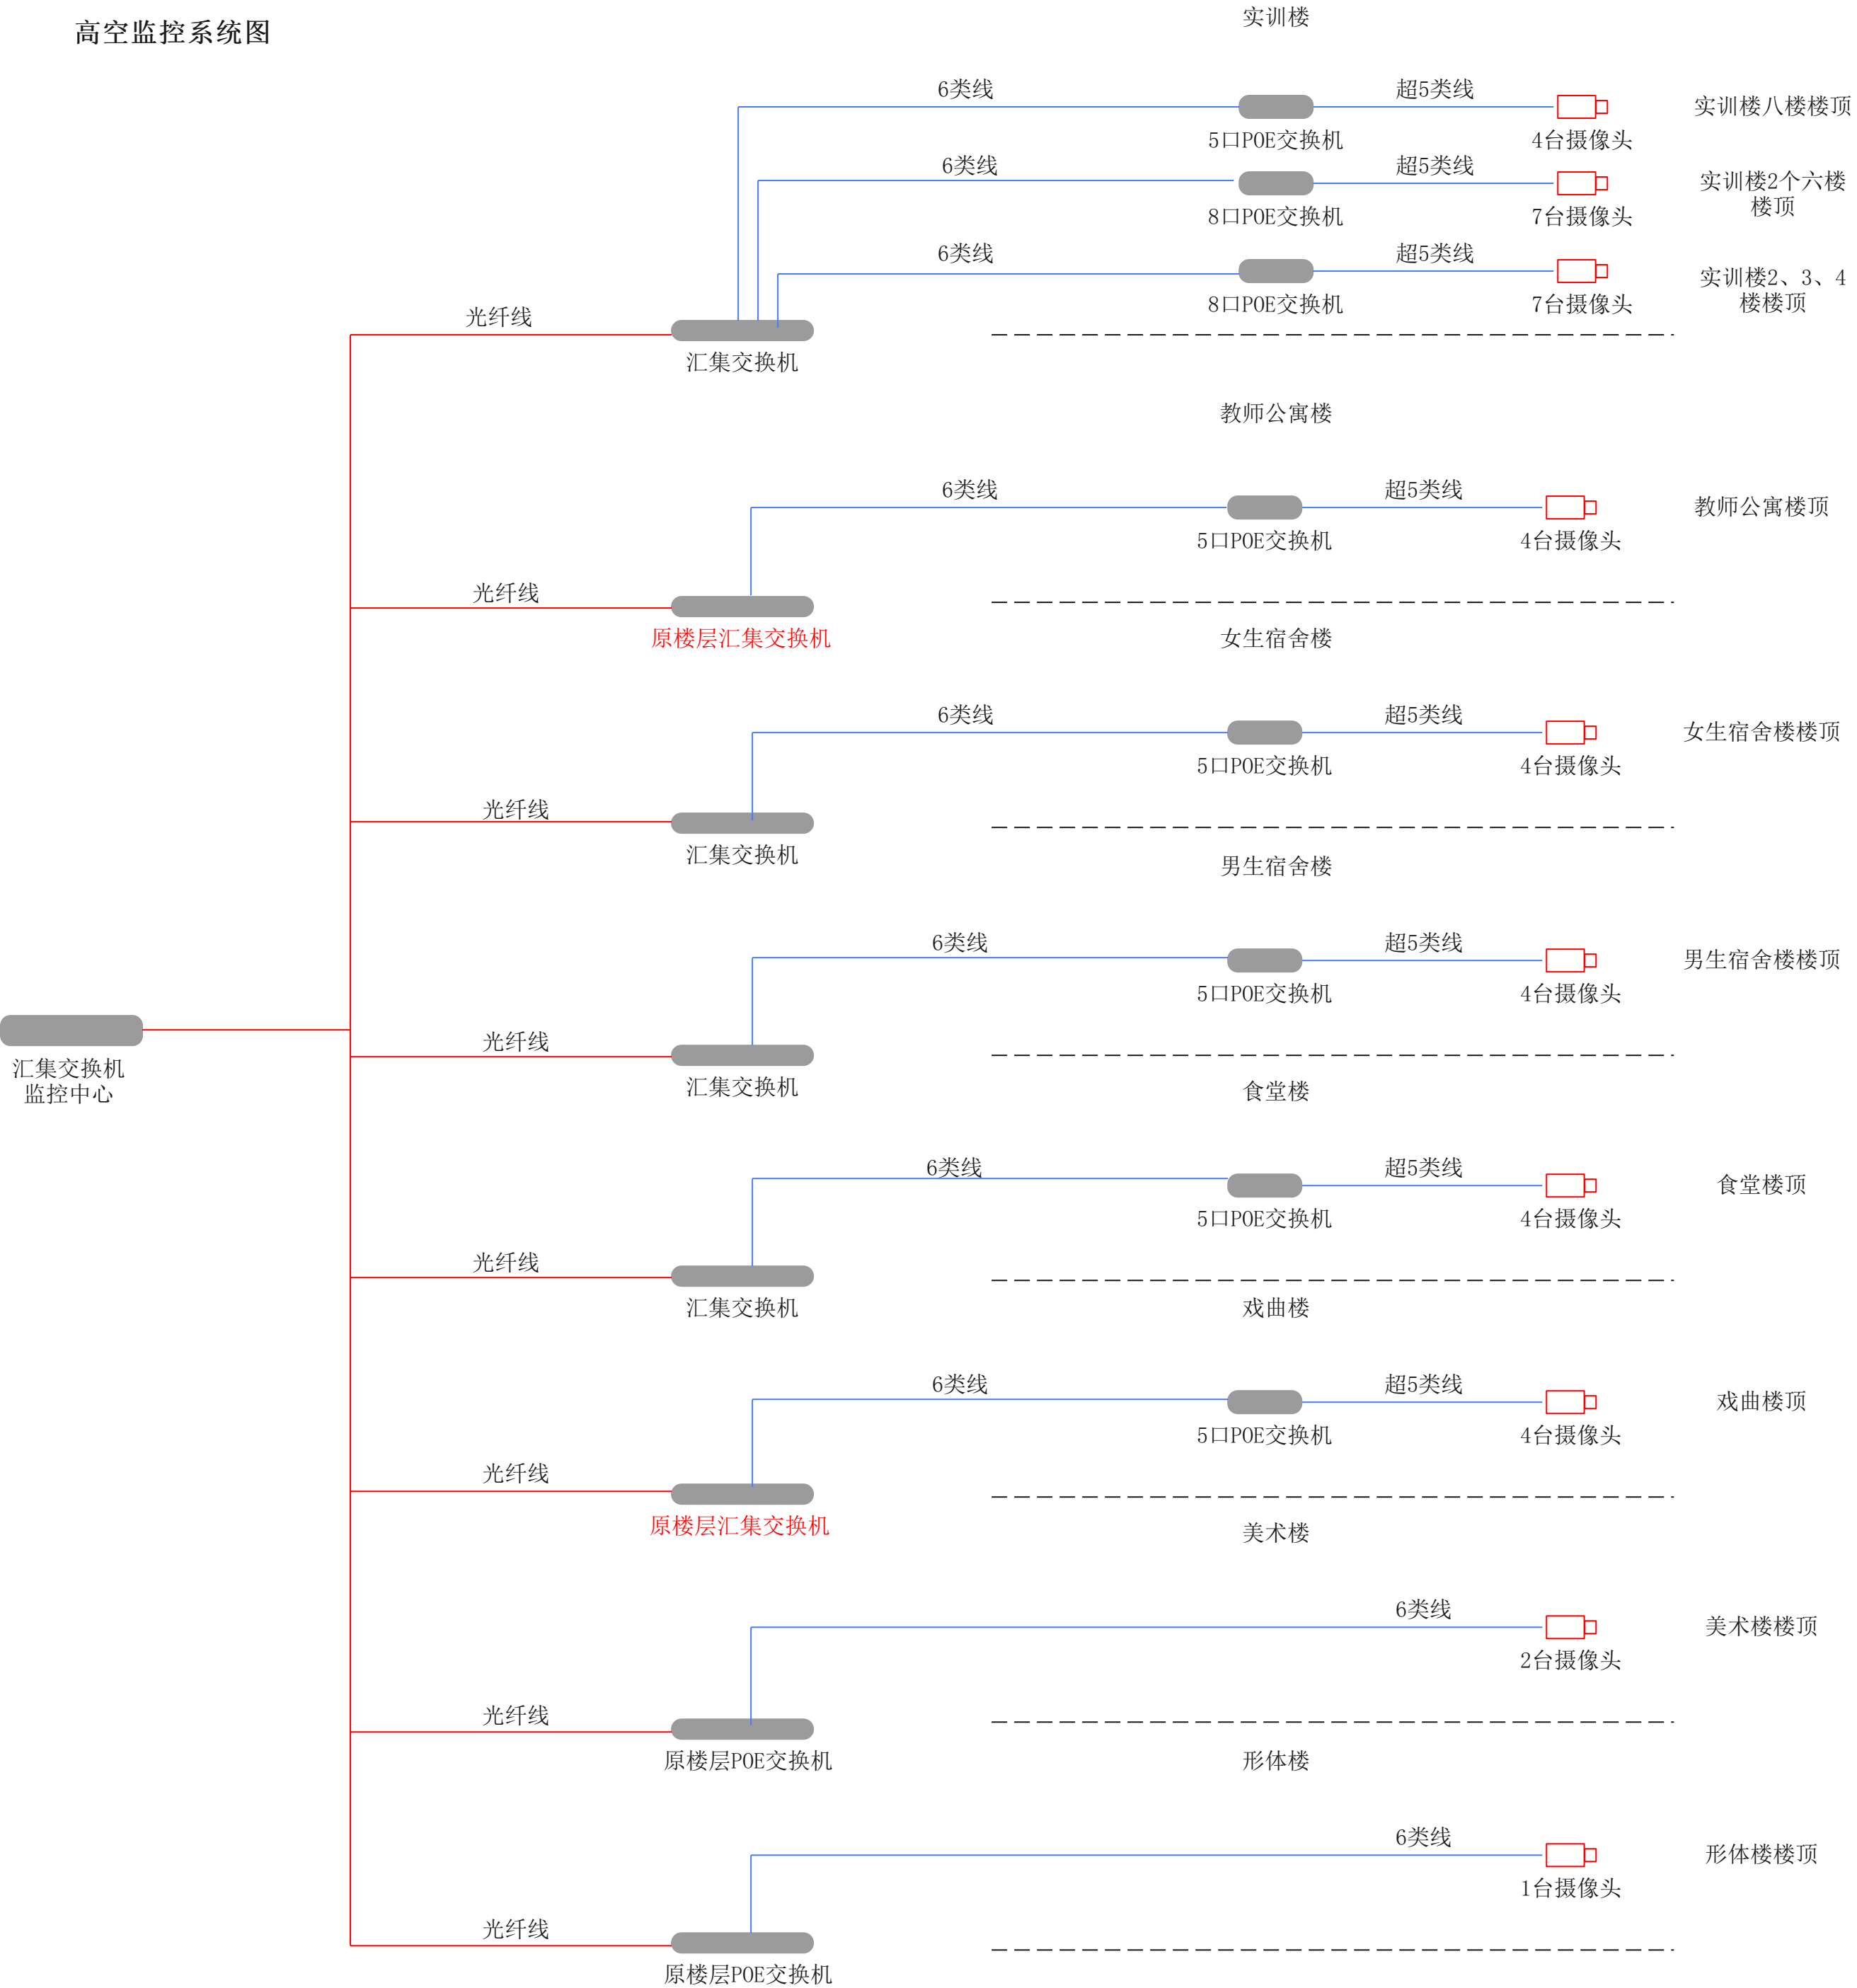 高空监控系统图
实训楼
6类线
超5类线
实训楼八楼楼顶
5口POE交换机
4台摄像头
6类线
超5类线
实训楼2个六楼
楼顶
8口POE交换机
7台摄像头
6类线
超5类线
实训楼2、3、4
楼楼顶
8口POE交换机
7台摄像头
光纤线
汇集交换机
教师公寓楼
6类线
超5类线
教师公寓楼顶
5口POE交换机
4台摄像头
光纤线
原楼层汇集交换机
女生宿舍楼
6类线
超5类线
女生宿舍楼楼顶
5口POE交换机
4台摄像头
光纤线
汇集交换机
男生宿舍楼
6类线
超5类线
男生宿舍楼楼顶
5口POE交换机
4台摄像头
光纤线
汇集交换机
监控中心
汇集交换机
食堂楼
6类线
超5类线
食堂楼顶
5口POE交换机
4台摄像头
光纤线
汇集交换机
戏曲楼
6类线
超5类线
戏曲楼顶
5口POE交换机
4台摄像头
光纤线
原楼层汇集交换机
美术楼
6类线
美术楼楼顶
2台摄像头
光纤线
原楼层POE交换机
形体楼
6类线
形体楼楼顶
1台摄像头
光纤线
原楼层POE交换机